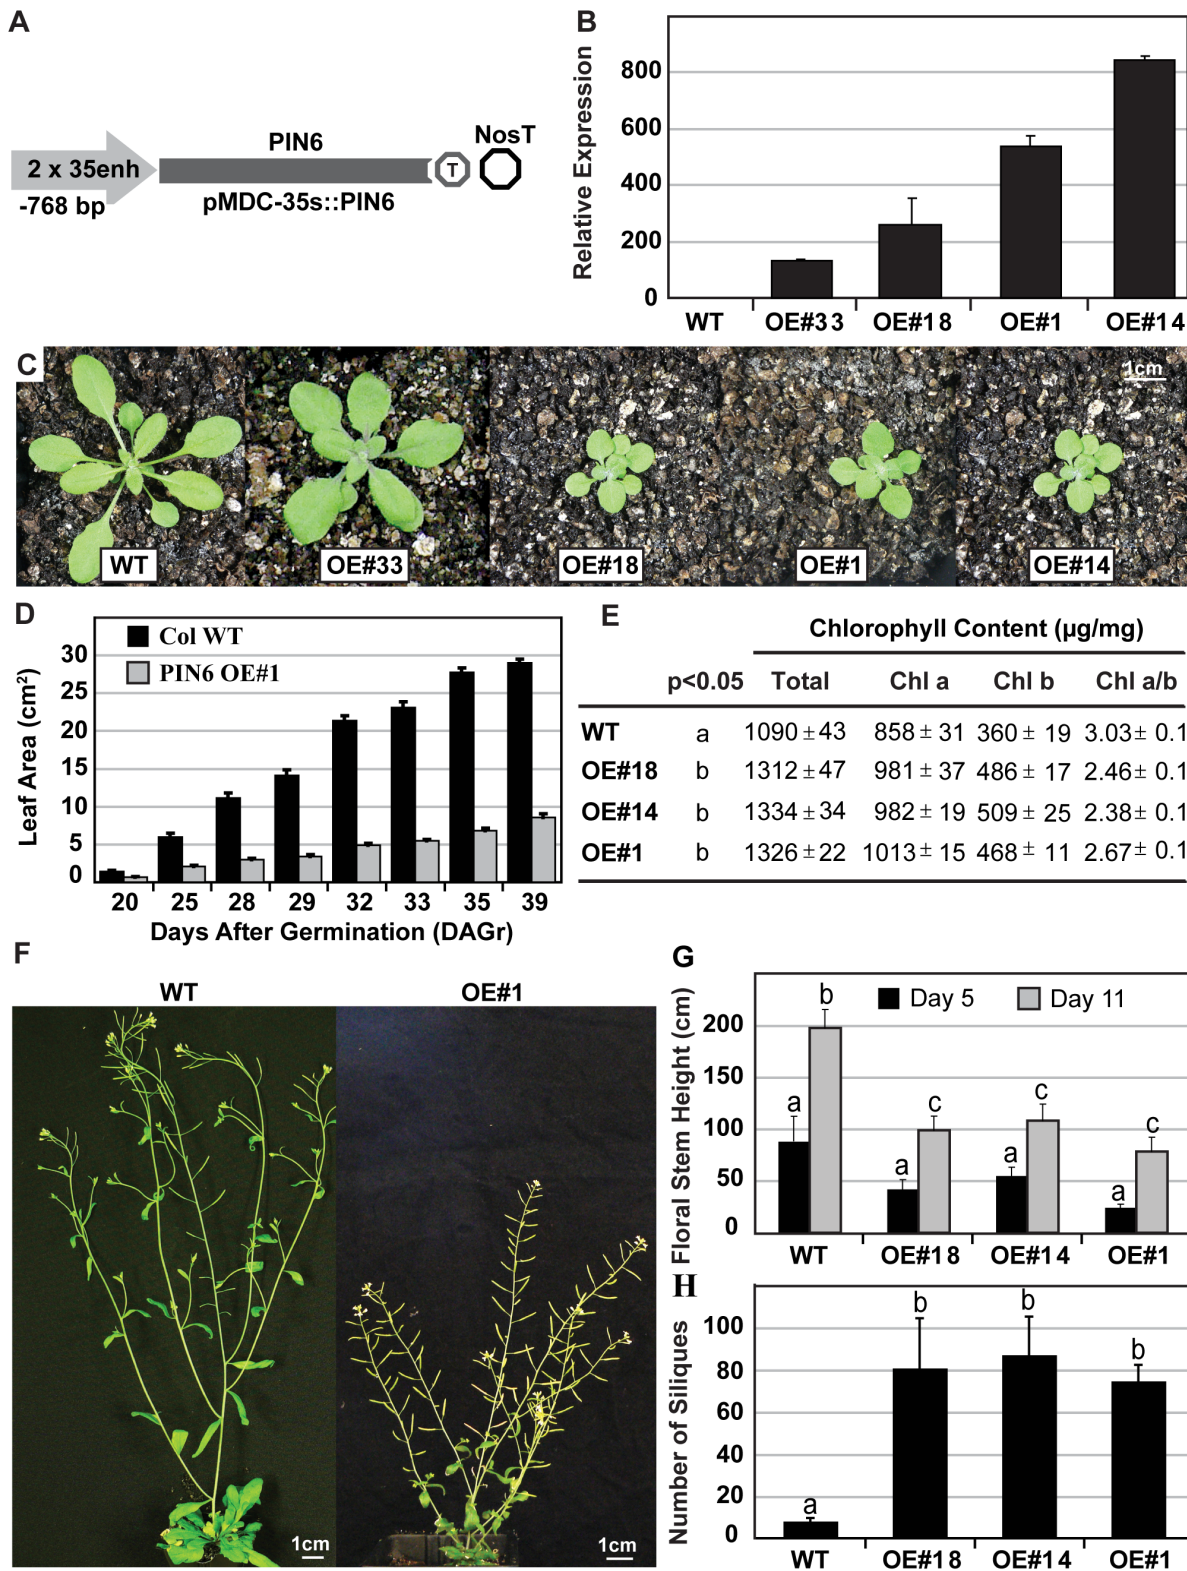 A
2 x 35enh
-768 bp
PIN6
pMDC-35s::PIN6
T
NosT
B
Relative Expression
800
600
400
200
0
WT OE#33 OE#18 OE#1 OE#14
C
1cm
WT OE#33 OE#18 OE#1 OE#14
D
Col WT
PIN6 OE#1
Leaf Area (cm²)
30
25
20
15
10
5
0
20 25 28 29 32 33 35 39
Days After Germination (DAGr)
E
Chlorophyll Content (µg/mg)
p<0.05 Total Chl a Chl b Chl a/b
WT a 1090 ± 43 858 ± 31 360 ± 19 3.03 ± 0.1
OE#18 b 1312 ± 47 981 ± 37 486 ± 17 2.46 ± 0.1
OE#14 b 1334 ± 34 982 ± 19 509 ± 25 2.38 ± 0.1
OE#1 b 1326 ± 22 1013 ± 15 468 ± 11 2.67 ± 0.1
F
WT OE#1
1cm 1cm
G
Floral Stem Height (cm)
Day 5 Day 11
200
150
100
50
0
a b a c a c a c
WT OE#18 OE#14 OE#1
H
Number of Siliques
100
80
60
40
20
0
a b b b
WT OE#18 OE#14 OE#1